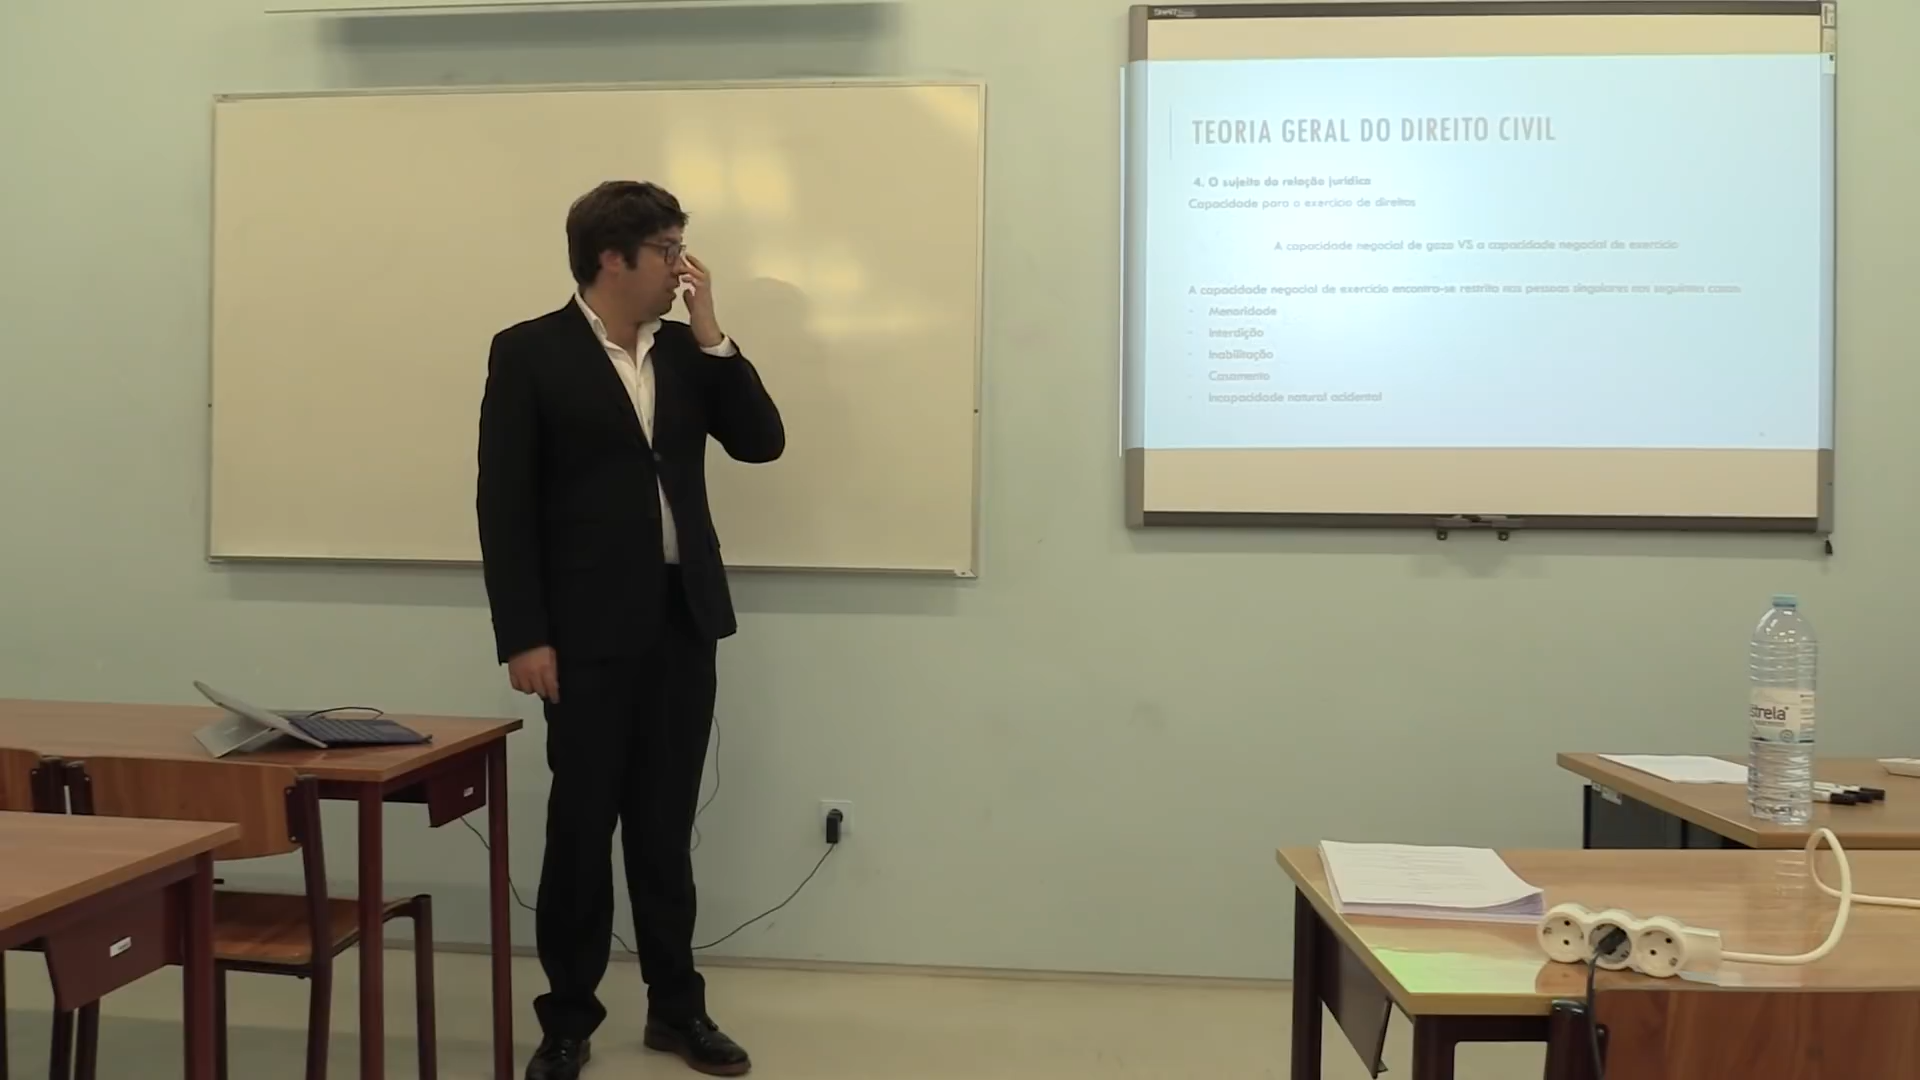 SMART
TEORIA GERAL DO DIREITO CIVIL
4. O sujeito da relação jurídica
Capacidade para o exercício de direitos
A capacidade negocial de gozo VS a capacidade negocial de exercício
A capacidade negocial de exercício encontra-se restrita nas pessoas singulares nos seguintes casos:
- Menoridade
- Interdição
- Inabilitação
- Casamento
- Incapacidade natural acidental
strela